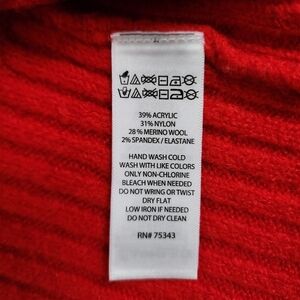 39% ACRYLIC
31% NYLON
28% MERINO WOOL
2% SPANDEX / ELASTANE
HAND WASH COLD
WASH WITH LIKE COLORS
ONLY NON-CHLORINE
BLEACH WHEN NEEDED
DO NOT WRING OR TWIST
DRY FLAT
LOW IRON IF NEEDED
DO NOT DRY CLEAN
RN# 75343